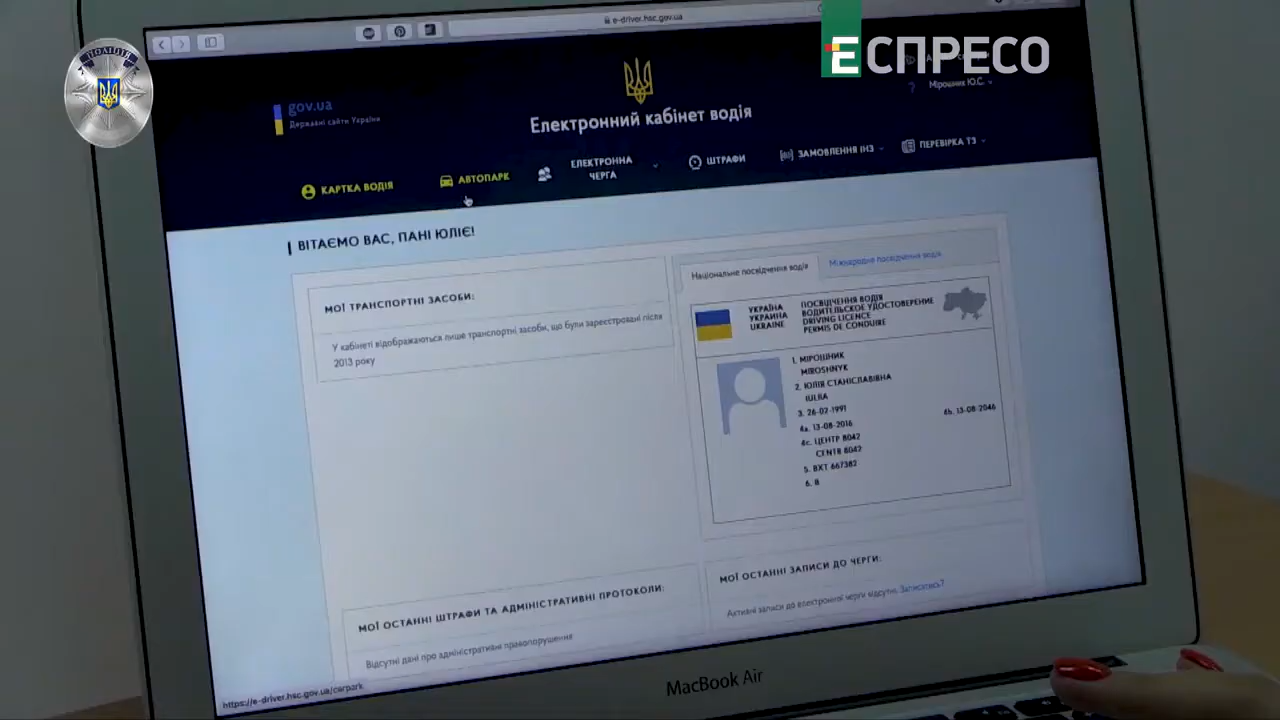 e-driver.hsc.gov.ua
ЕСПРЕСО
ПОЛІЦІЯ
gov.ua
Державні сайти України
Мірошник Ю.С.
Електронний кабінет водія
КАРТКА ВОДІЯ
АВТОПАРК
ЕЛЕКТРОННА
ЧЕРГА
ШТРАФИ
ЗАМОВЛЕННЯ ІНЗ
ПЕРЕВІРКА ТЗ
ВІТАЄМО ВАС, ПАНІ ЮЛІЄ!
МОЇ ТРАНСПОРТНІ ЗАСОБИ:
У кабінеті відображаються лише транспортні засоби, що були зареєстровані після
2013 року
Національне посвідчення водія
Міжнародне посвідчення водія
УКРАЇНА
УКРАИНА
UKRAINE
ПОСВІДЧЕННЯ ВОДІЯ
ВОДИТЕЛЬСКОЕ УДОСТОВЕРЕНИЕ
DRIVING LICENCE
PERMIS DE CONDUIRE
1. МІРОШНИК
MIROSHNYK
2. ЮЛІЯ СТАНІСЛАВІВНА
IULIIA
3. 26-02-1991
4a. 13-08-2016
4b. 13-08-2046
4c. ЦЕНТР 8042
CENTR 8042
5. BXT 667382
6. B
МОЇ ОСТАННІ ШТРАФИ ТА АДМІНІСТРАТИВНІ ПРОТОКОЛИ:
Відсутні дані про адміністративні правопорушення
МОЇ ОСТАННІ ЗАПИСИ ДО ЧЕРГИ:
Активні записи до електронної черги відсутні. Записатись?
https://e-driver.hsc.gov.ua/carpark
MacBook Air